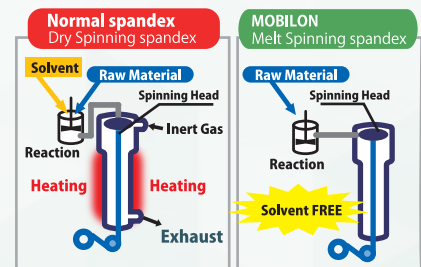 Normal spandex
Dry Spinning spandex
Solvent
Raw Material
Spinning Head
Inert Gas
Reaction
Heating
Heating
Exhaust
MOBILON
Melt Spinning spandex
Raw Material
Spinning Head
Reaction
Solvent FREE